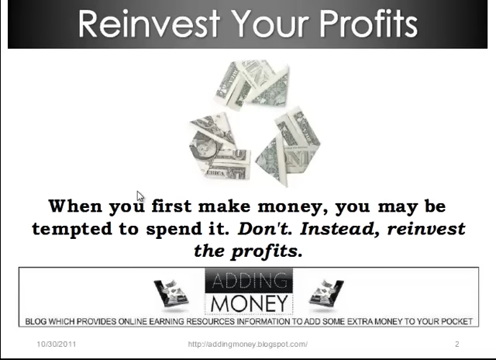 Reinvest Your Profits
When you first make money, you may be
tempted to spend it. Don't. Instead, reinvest
the profits.
ADDING
MONEY
BLOG WHICH PROVIDES ONLINE EARNING RESOURCES INFORMATION TO ADD SOME EXTRA MONEY TO YOUR POCKET
10/30/2011 http://addingmoney.blogspot.com/ 2